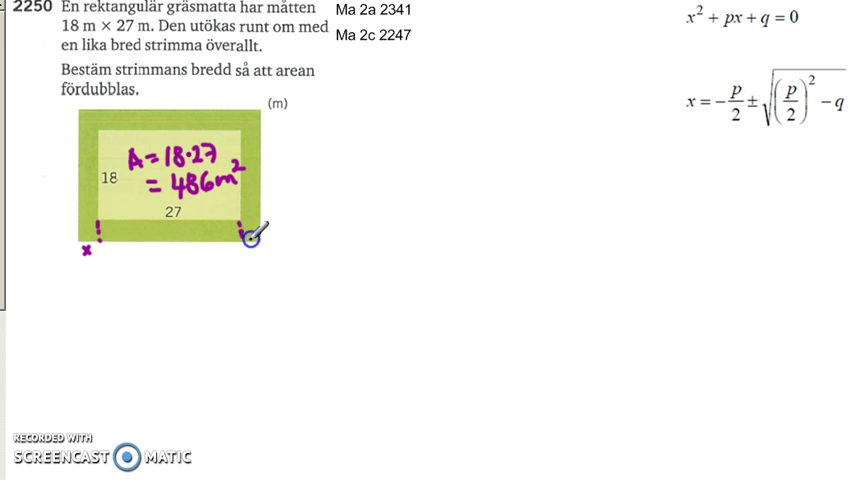 2250 En rektangulär gräsmatta har måtten
18 m × 27 m. Den utökas runt om med
en lika bred strimma överallt.
Bestäm strimmans bredd så att arean
fördubblas.
Ma 2a 2341
Ma 2c 2247
(m)
A = 18·27
= 486m²
18
27
x
x² + px + q = 0
x = -p/2 ± √((p/2)² - q)
RECORDED WITH
SCREENCAST MATIC